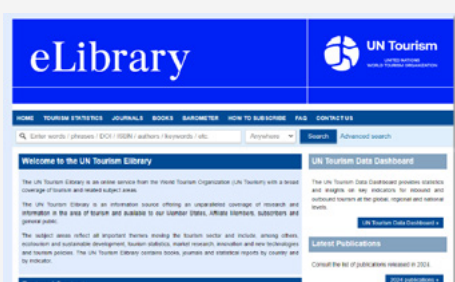 eLibrary
UN Tourism
UNITED NATIONS
WORLD TOURISM ORGANIZATION
HOME TOURISM STATISTICS JOURNALS BOOKS BAROMETER HOW TO SUBSCRIBE FAQ CONTACT US
Enter words / phrases / DOI / ISBN / authors / keywords / etc. Anywhere Search Advanced search
Welcome to the UN Tourism Elibrary
The UN Tourism Elibrary is an online service from the World Tourism Organization (UN Tourism) with a broad
coverage of tourism and related subject areas.
The UN Tourism Elibrary is an information source offering an unparalleled coverage of research and
information in the area of tourism and available to our Member States, Affiliate Members, subscribers and
general public.
The subject areas reflect all important themes moving the tourism sector and include, among others,
ecotourism and sustainable development, tourism statistics, market research, innovation and new technologies
and tourism policies. The UN Tourism Elibrary contains books, journals and statistical reports by country and
by indicator.
UN Tourism Data Dashboard
The UN Tourism Data Dashboard provides statistics
and insights on key indicators for inbound and
outbound tourism at the global, regional and national
levels.
UN Tourism Data Dashboard »
Latest Publications
Consult the list of publications released in 2024.
2024 publications »